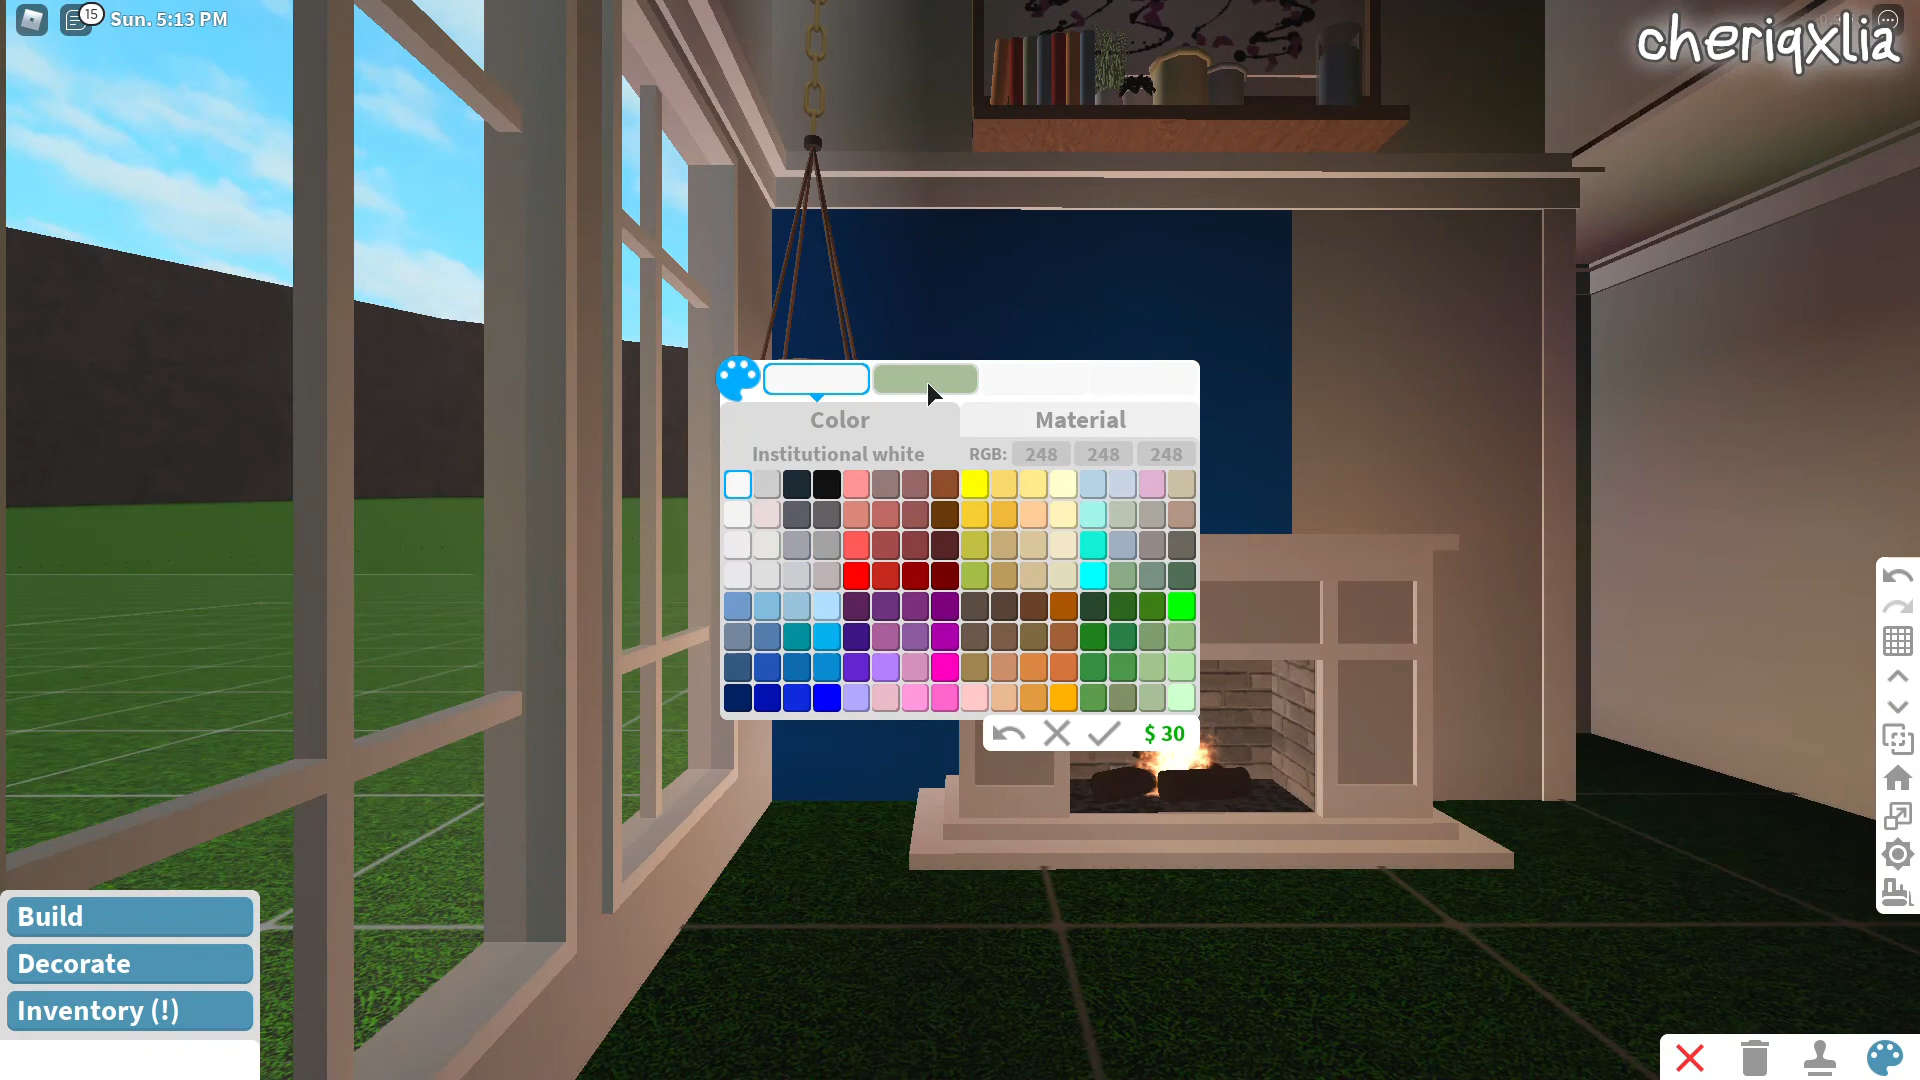 15
Sun. 5:13 PM
cheriqxlia
Color
Material
Institutional white
RGB:
248
248
248
$ 30
Build
Decorate
Inventory (!)